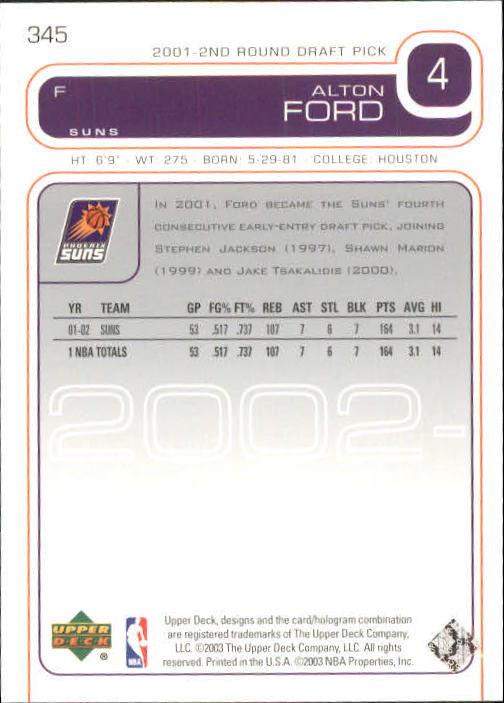 345
2001-2ND ROUND DRAFT PICK
4
F
ALTON
FORD
SUNS
HT: 6'9" · WT: 275 · BORN: 5-29-81 · COLLEGE: HOUSTON
IN 2001, FORD BECAME THE SUNS' FOURTH
CONSECUTIVE EARLY-ENTRY DRAFT PICK, JOINING
STEPHEN JACKSON (1997), SHAWN MARION
(1999) AND JAKE TSAKALIDIS (2000).
PHOENIX
SUNS
YR TEAM GP FG% FT% REB AST STL BLK PTS AVG HI
01-02 SUNS 53 .517 .737 107 7 6 7 164 3.1 14
1 NBA TOTALS 53 .517 .737 107 7 6 7 164 3.1 14
2002-
UPPER
DECK
®
NBA
Upper Deck, designs and the card/hologram combination
are registered trademarks of The Upper Deck Company,
LLC. ©2003 The Upper Deck Company, LLC. All rights
reserved. Printed in the U.S.A. ©2003 NBA Properties, Inc.